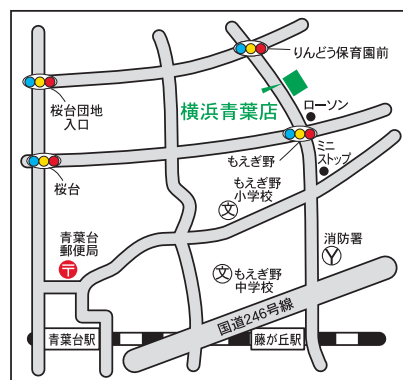 りんどう保育園前
桜台団地
入口
横浜青葉店
ローソン
もえぎ野
ミニ
ストップ
桜台
もえぎ野
小学校
文
青葉台
郵便局
〒
消防署
Y
文
もえぎ野
中学校
国道246号線
青葉台駅
藤が丘駅